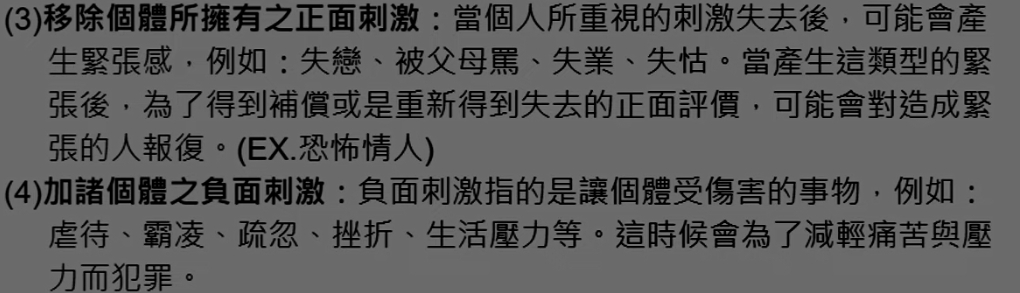 (3)移除個體所擁有之正面刺激：當個人所重視的刺激失去後，可能會產
生緊張感，例如：失戀、被父母罵、失業、失怙。當產生這類型的緊
張後，為了得到補償或是重新得到失去的正面評價，可能會對造成緊
張的人報復。(EX.恐怖情人)
(4)加諸個體之負面刺激：負面刺激指的是讓個體受傷害的事物，例如：
虐待、霸凌、疏忽、挫折、生活壓力等。這時候會為了減輕痛苦與壓
力而犯罪。